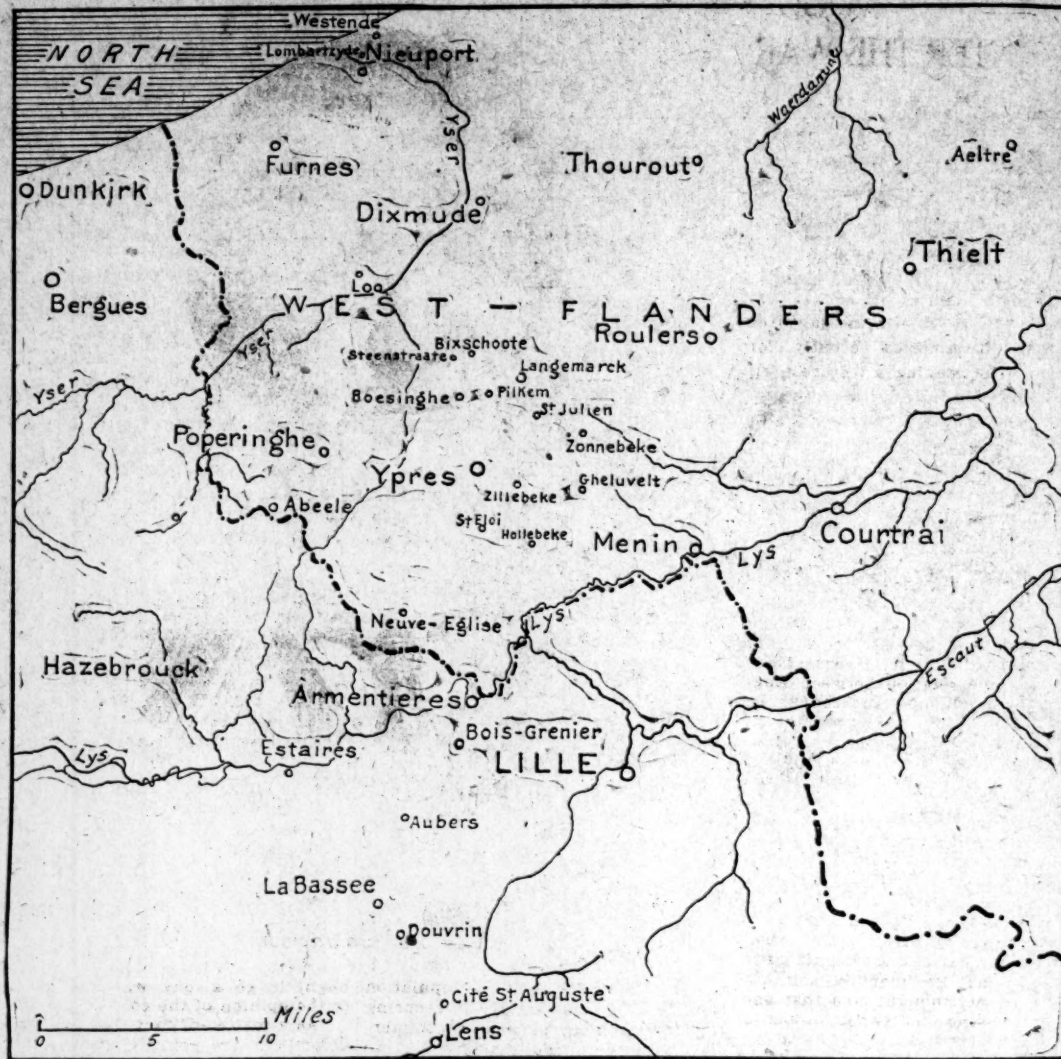 Westende
NORTH
SEA
Lombartzyde
Nieuport.
Waerdamme
Yser
Furnes
Thourout
Aeltre
Dunkirk
Dixmude
Thielt
Loo
Bergues
WEST - FLANDERS
Roulers
Yser
Bixschoote
Steenstraate
Langemarck
Yser
Boesinghe
Pilkem
St Julien
Poperinghe
Zonnebeke
Ypres
Gheluvelt
Zillebeke
Abeele
St Eloi
Hollebeke
Courtrai
Menin
Lys
Neuve-Eglise
Lys
Hazebrouck
Escaut
Armentieres
Bois-Grenier
Estaires
Lys
LILLE
Aubers
La Bassee
Douvrin
Cité St Auguste
Miles
Lens
0 5 10